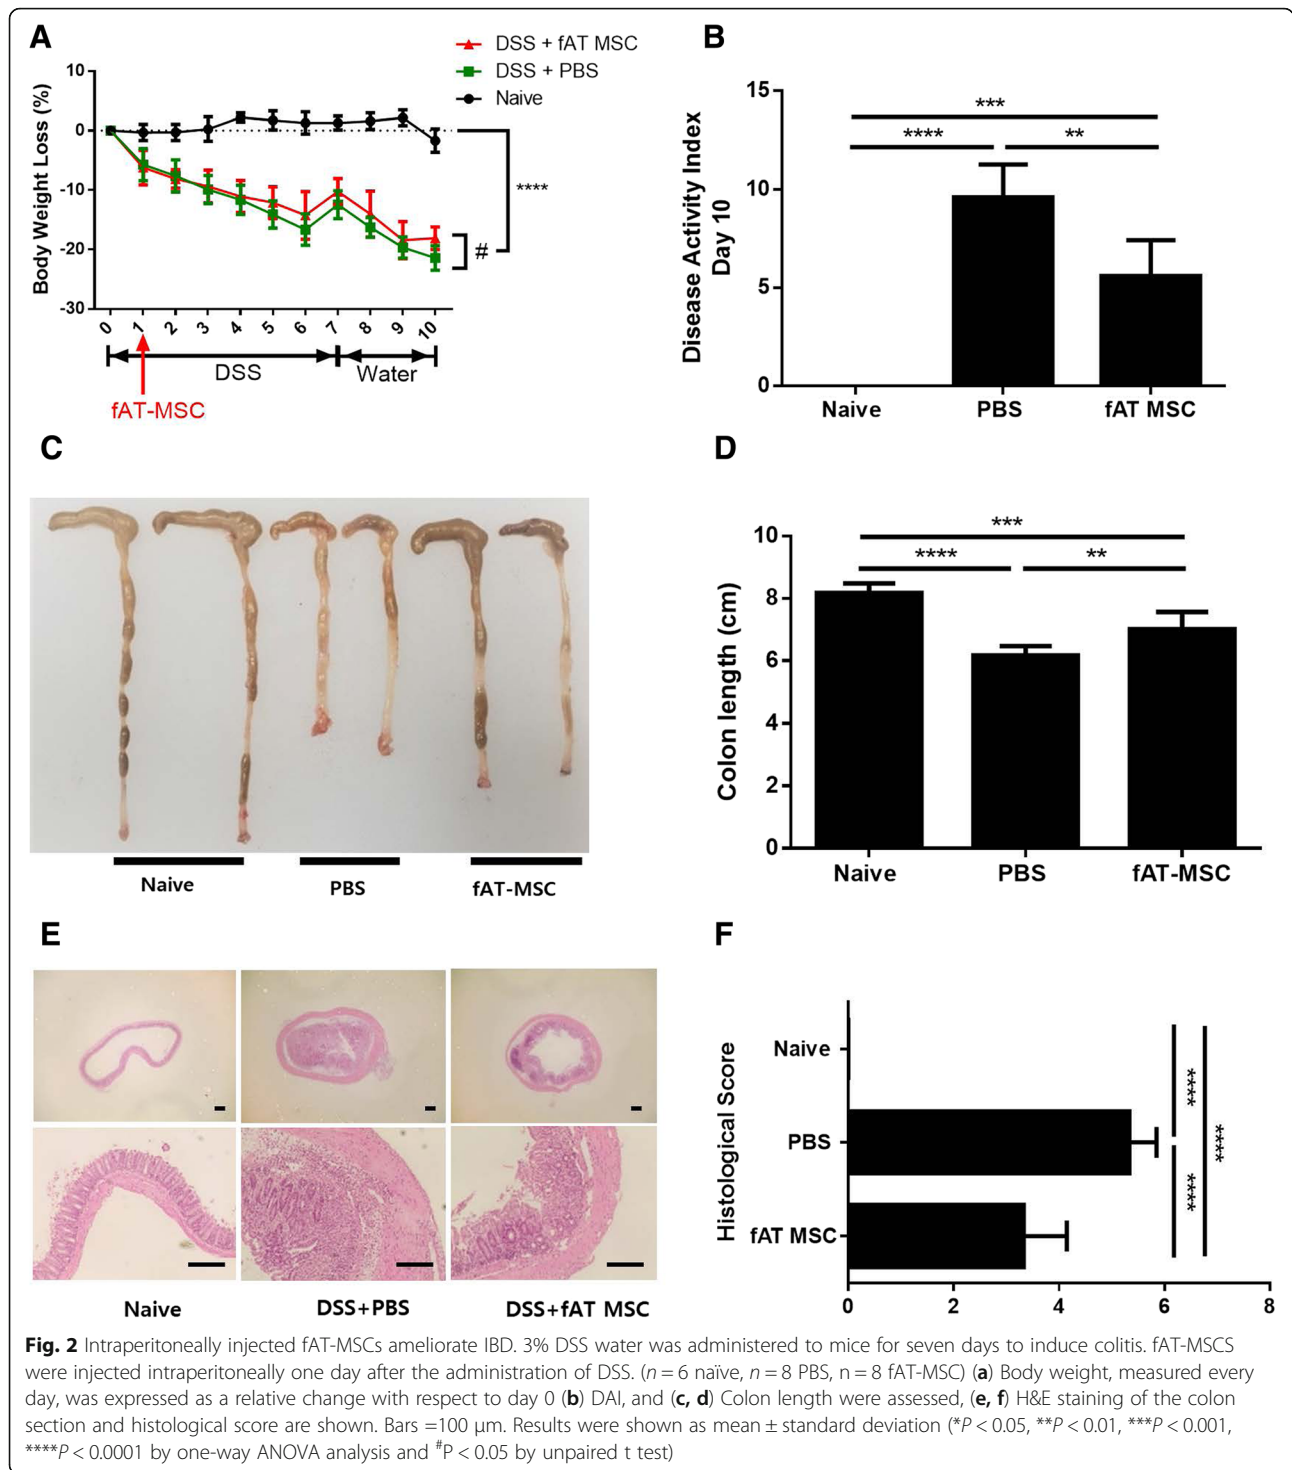 A
DSS + fAT MSC
DSS + PBS
Naive
Body Weight Loss (%)
10
0
-10
-20
-30
****
#
0 1 2 3 4 5 6 7 8 9 10
DSS
Water
fAT-MSC
B
Disease Activity Index
Day 10
15
10
5
0
***
**** **
Naive PBS fAT MSC
C
Naive PBS fAT-MSC
D
Colon length (cm)
10
8
6
4
2
0
***
**** **
Naive PBS fAT-MSC
E
Naive DSS+PBS DSS+fAT MSC
F
Histological Score
Naive
PBS
fAT MSC
****
****
****
0 2 4 6 8
Fig. 2 Intraperitoneally injected fAT-MSCs ameliorate IBD. 3% DSS water was administered to mice for seven days to induce colitis. fAT-MSCS
were injected intraperitoneally one day after the administration of DSS. (n = 6 naïve, n = 8 PBS, n = 8 fAT-MSC) (a) Body weight, measured every
day, was expressed as a relative change with respect to day 0 (b) DAI, and (c, d) Colon length were assessed, (e, f) H&E staining of the colon
section and histological score are shown. Bars =100 μm. Results were shown as mean ± standard deviation (*P < 0.05, **P < 0.01, ***P < 0.001,
****P < 0.0001 by one-way ANOVA analysis and #P < 0.05 by unpaired t test)